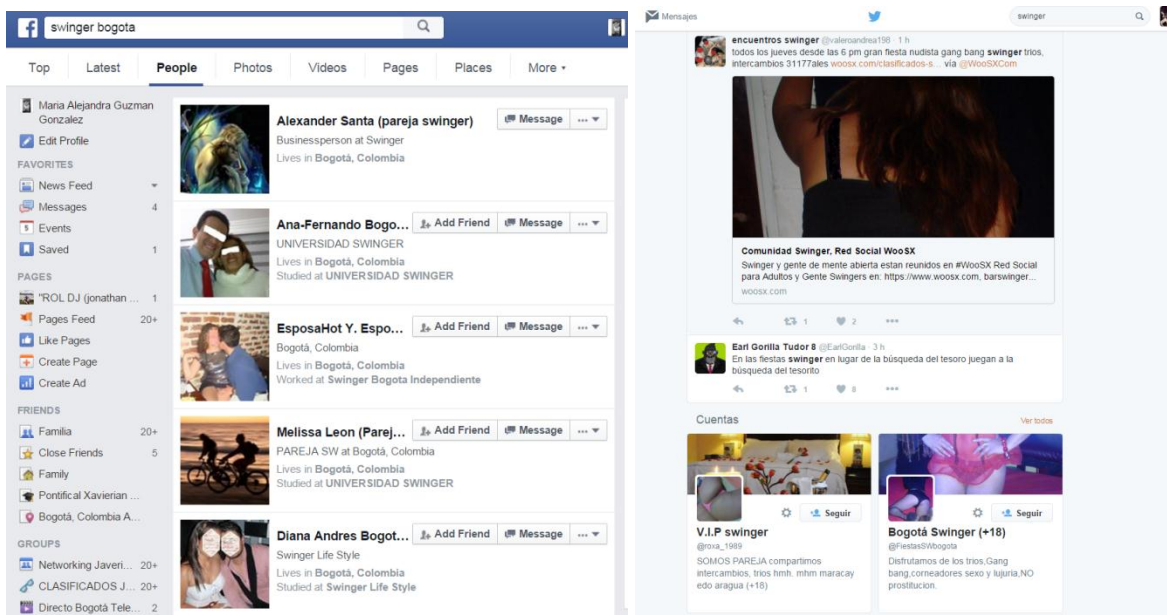 swinger bogota
Top Latest People Photos Videos Pages Places More
Maria Alejandra Guzman
Gonzalez
Edit Profile
FAVORITES
News Feed
Messages 4
Events
Saved 1
PAGES
"ROL DJ (jonathan ... 1
Pages Feed 20+
Like Pages
Create Page
Create Ad
FRIENDS
Familia 20+
Close Friends 5
Family
Pontifical Xavierian ...
Bogotá, Colombia A...
GROUPS
Networking Javeri... 20+
CLASIFICADOS J... 20+
Directo Bogotá Tele... 2
Alexander Santa (pareja swinger) Message
Businessperson at Swinger
Lives in Bogotá, Colombia
Ana-Fernando Bogo... Add Friend Message
UNIVERSIDAD SWINGER
Lives in Bogotá, Colombia
Studied at UNIVERSIDAD SWINGER
EsposaHot Y. Espo... Add Friend Message
Bogotá, Colombia
Lives in Bogotá, Colombia
Worked at Swinger Bogota Independiente
Melissa Leon (Parej... Add Friend Message
PAREJA SW at Bogotá, Colombia
Lives in Bogotá, Colombia
Studied at UNIVERSIDAD SWINGER
Diana Andres Bogot... Add Friend Message
Swinger Life Style
Lives in Bogotá, Colombia
Studied at Swinger Life Style
Mensajes swinger
encuentros swinger @valeroandrea198 · 1 h
todos los jueves desde las 6 pm gran fiesta nudista gang bang swinger trios,
intercambios 31177ales woosx.com/clasificados-s... via @WooSXCom
Comunidad Swinger, Red Social WooSX
Swinger y gente de mente abierta estan reunidos en #WooSX Red Social
para Adultos y Gente Swingers en: https://www.woosx.com, barswinger...
woosx.com
1 2
Earl Gorilla Tudor 8 @EarlGorilla · 3 h
En las fiestas swinger en lugar de la búsqueda del tesoro juegan a la
búsqueda del tesorito
1 8
Cuentas Ver todos
Seguir
V.I.P swinger
@roxa_1989
SOMOS PAREJA compartimos
intercambios, trios hmh. mhm maracay
edo aragua (+18)
Seguir
Bogotá Swinger (+18)
@FiestasSWbogota
Disfrutamos de los trios,Gang
bang,corneadores sexo y lujuria,NO
prostitucion.